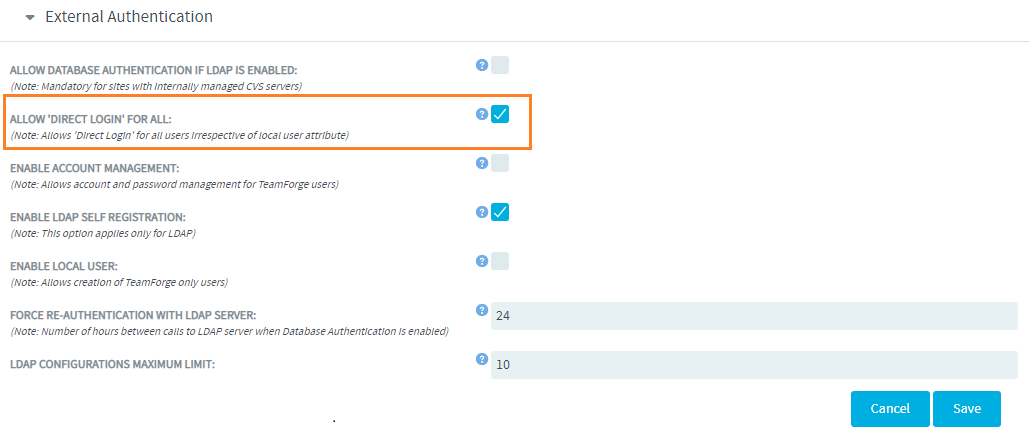 External Authentication
ALLOW DATABASE AUTHENTICATION IF LDAP IS ENABLED:
(Note: Mandatory for sites with internally managed CVS servers)
ALLOW 'DIRECT LOGIN' FOR ALL:
(Note: Allows 'Direct Login' for all users irrespective of local user attribute)
ENABLE ACCOUNT MANAGEMENT:
(Note: Allows account and password management for TeamForge users)
ENABLE LDAP SELF REGISTRATION:
(Note: This option applies only for LDAP)
ENABLE LOCAL USER:
(Note: Allows creation of TeamForge only users)
FORCE RE-AUTHENTICATION WITH LDAP SERVER: 24
(Note: Number of hours between calls to LDAP server when Database Authentication is enabled)
LDAP CONFIGURATIONS MAXIMUM LIMIT: 10
Cancel Save